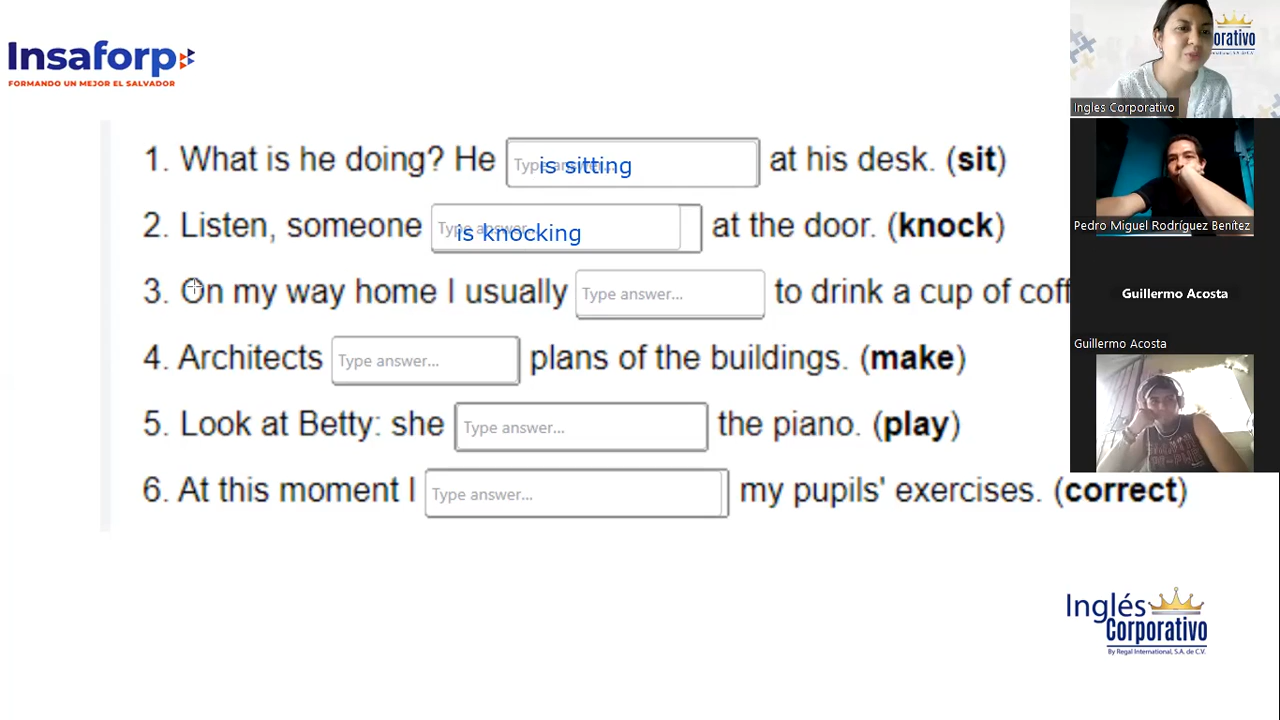 Insaforp
FORMANDO UN MEJOR EL SALVADOR
1. What is he doing? He is sitting at his desk. (sit)
2. Listen, someone is knocking at the door. (knock)
3. On my way home I usually Type answer... to drink a cup of coff
4. Architects Type answer... plans of the buildings. (make)
5. Look at Betty: she Type answer... the piano. (play)
6. At this moment I Type answer... my pupils' exercises. (correct)
orativo
Ingles Corporativo
Pedro Miguel Rodríguez Benítez
Guillermo Acosta
Guillermo Acosta
Inglés
Corporativo
By Regal International, S.A. de C.V.